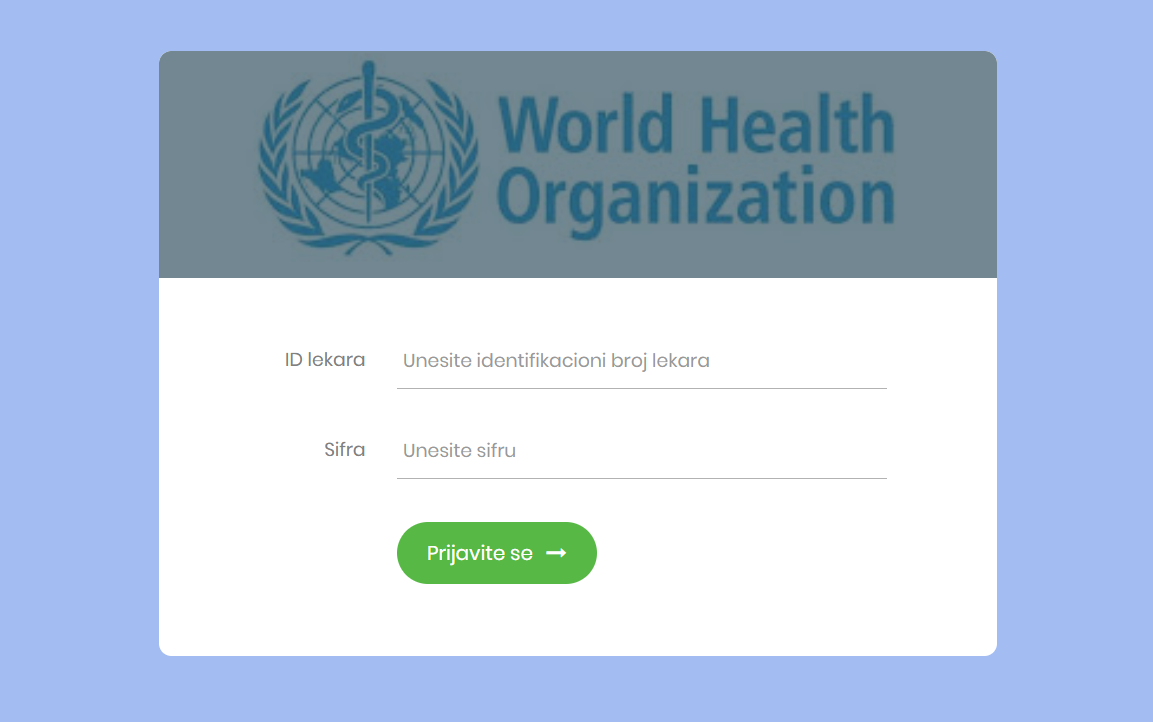 World Health
Organization
ID lekara
Unesite identifikacioni broj lekara
Sifra
Unesite sifru
Prijavite se